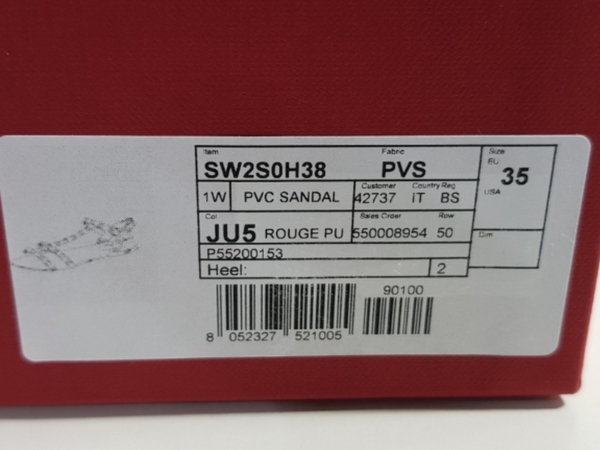 Item Fabric Size
SW2S0H38 PVS EU 35
1W PVC SANDAL Customer Country Reg USA
42737 IT BS
Col Sales Order Row Dim
JU5 ROUGE PU 550008954 50
P55200153
Heel: 2
90100
8 052327 521005